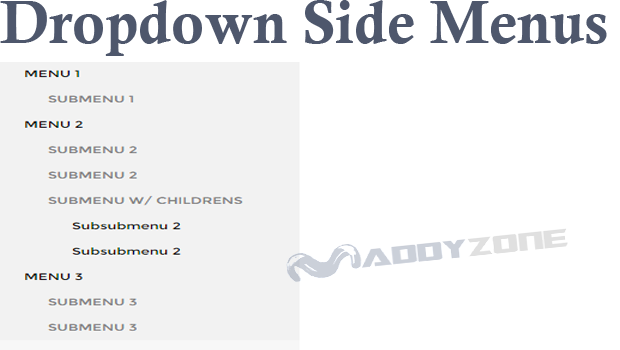 Dropdown Side Menus
MENU 1
SUBMENU 1
MENU 2
SUBMENU 2
SUBMENU 2
SUBMENU W/ CHILDRENS
Subsubmenu 2
Subsubmenu 2
MADDYZONE
MENU 3
SUBMENU 3
SUBMENU 3